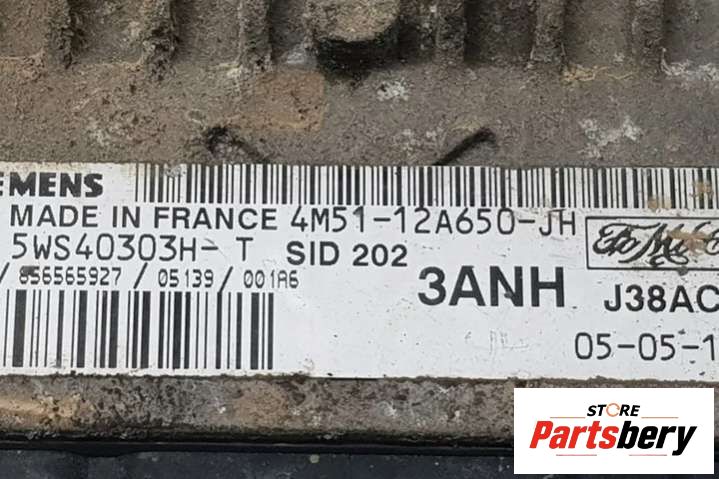 EMENS
MADE IN FRANCE 4M51-12A650-JH
5WS40303H-T SID 202
/ 856565927 / 05139 / 001A6
3ANH J38AC
05-05-1
STORE
Partsbery